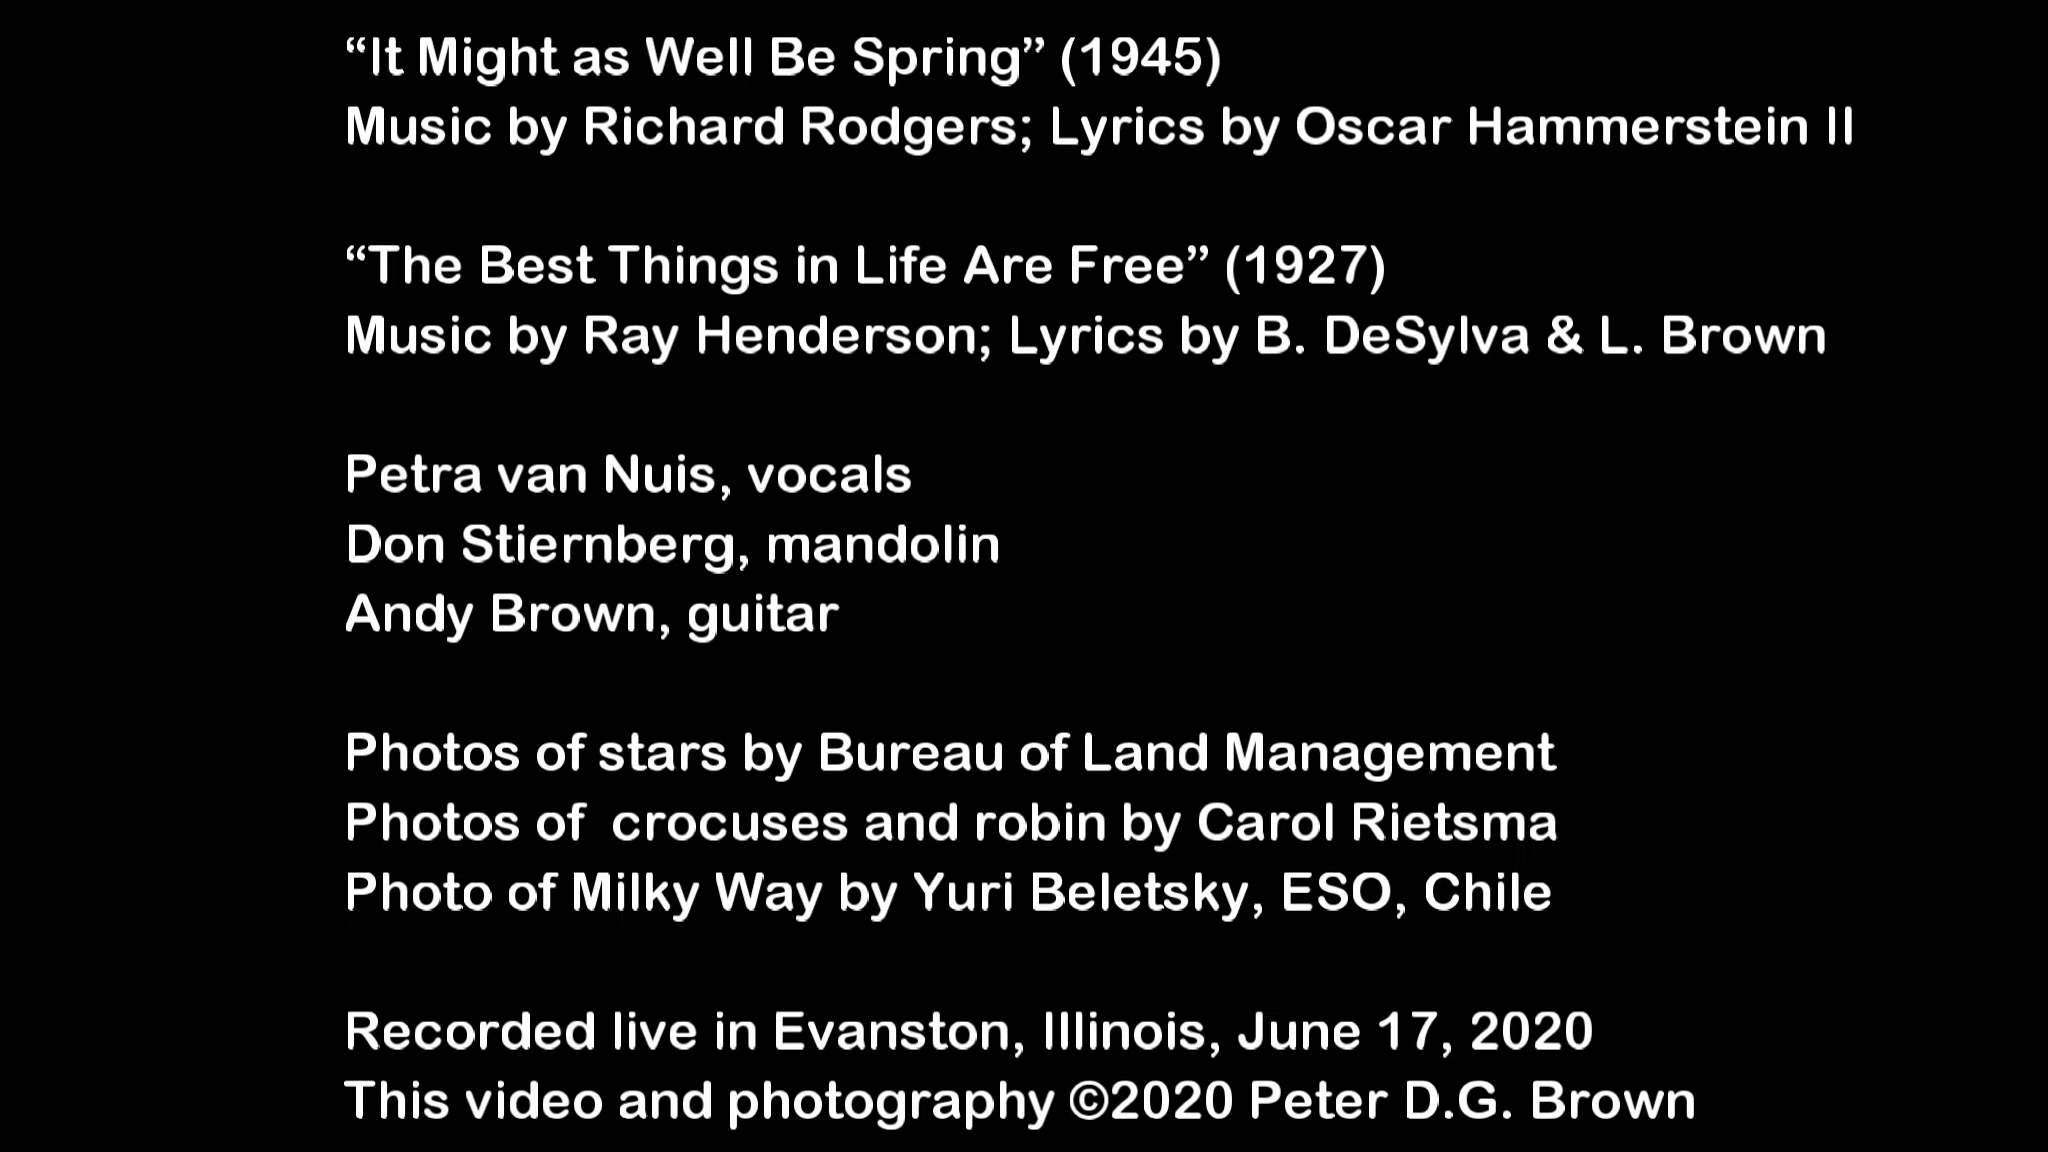 “It Might as Well Be Spring” (1945)
Music by Richard Rodgers; Lyrics by Oscar Hammerstein II
“The Best Things in Life Are Free” (1927)
Music by Ray Henderson; Lyrics by B. DeSylva & L. Brown
Petra van Nuis, vocals
Don Stiernberg, mandolin
Andy Brown, guitar
Photos of stars by Bureau of Land Management
Photos of  crocuses and robin by Carol Rietsma
Photo of Milky Way by Yuri Beletsky, ESO, Chile
Recorded live in Evanston, Illinois, June 17, 2020
This video and photography ©2020 Peter D.G. Brown